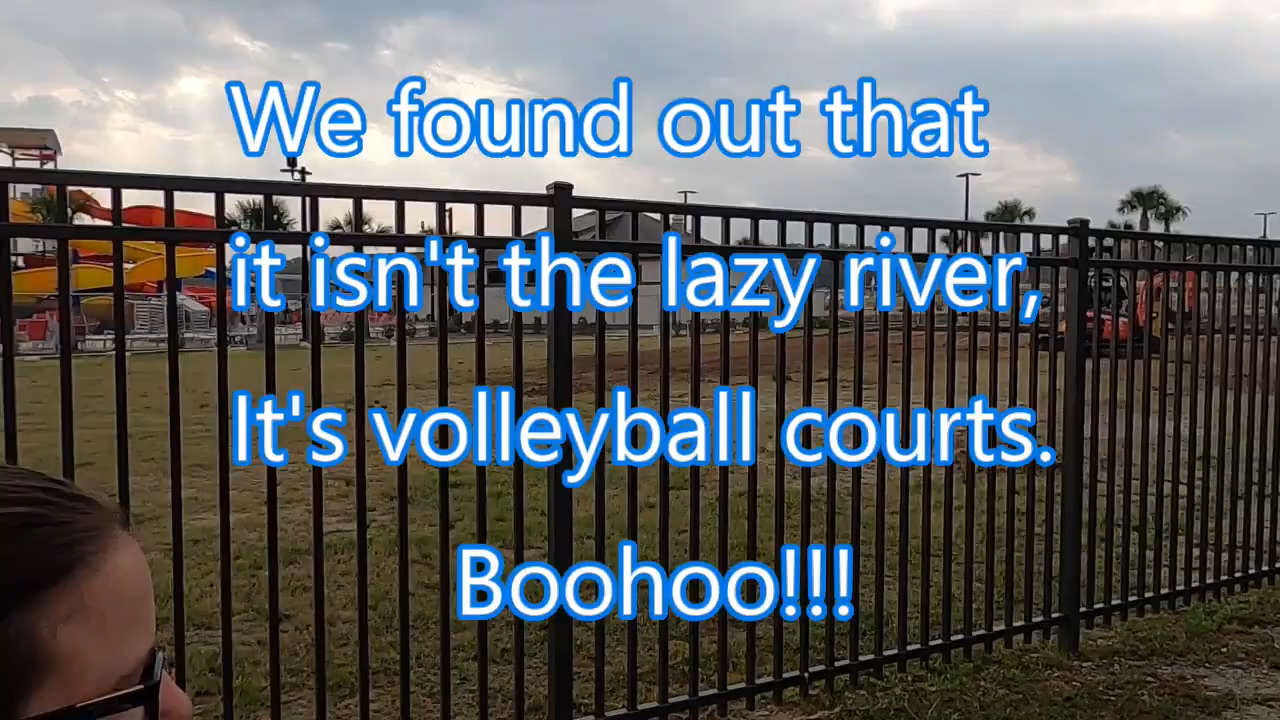 We found out that
it isn't the lazy river,
It's volleyball courts.
Boohoo!!!